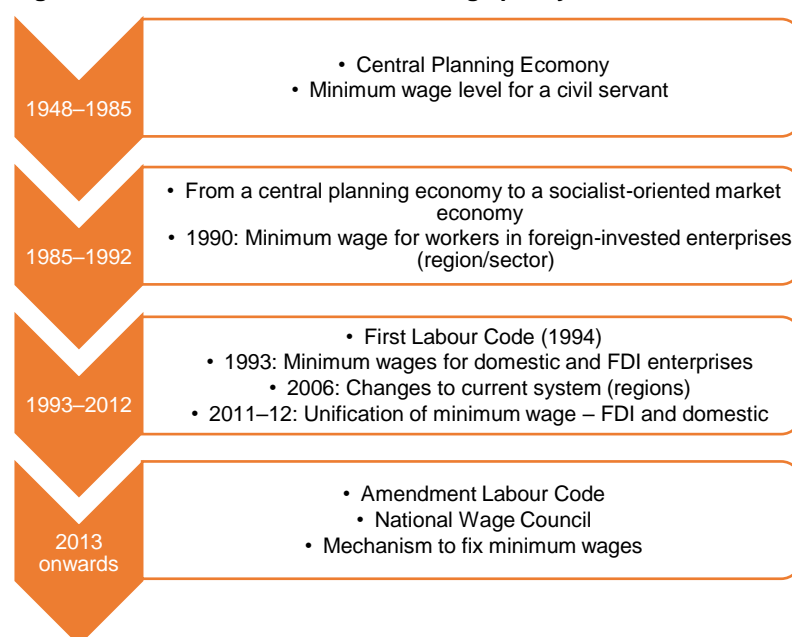 1948–1985
• Central Planning Ecomony
• Minimum wage level for a civil servant
1985–1992
• From a central planning economy to a socialist-oriented market
economy
• 1990: Minimum wage for workers in foreign-invested enterprises
(region/sector)
1993–2012
• First Labour Code (1994)
• 1993: Minimum wages for domestic and FDI enterprises
• 2006: Changes to current system (regions)
• 2011–12: Unification of minimum wage – FDI and domestic
2013
onwards
• Amendment Labour Code
• National Wage Council
• Mechanism to fix minimum wages